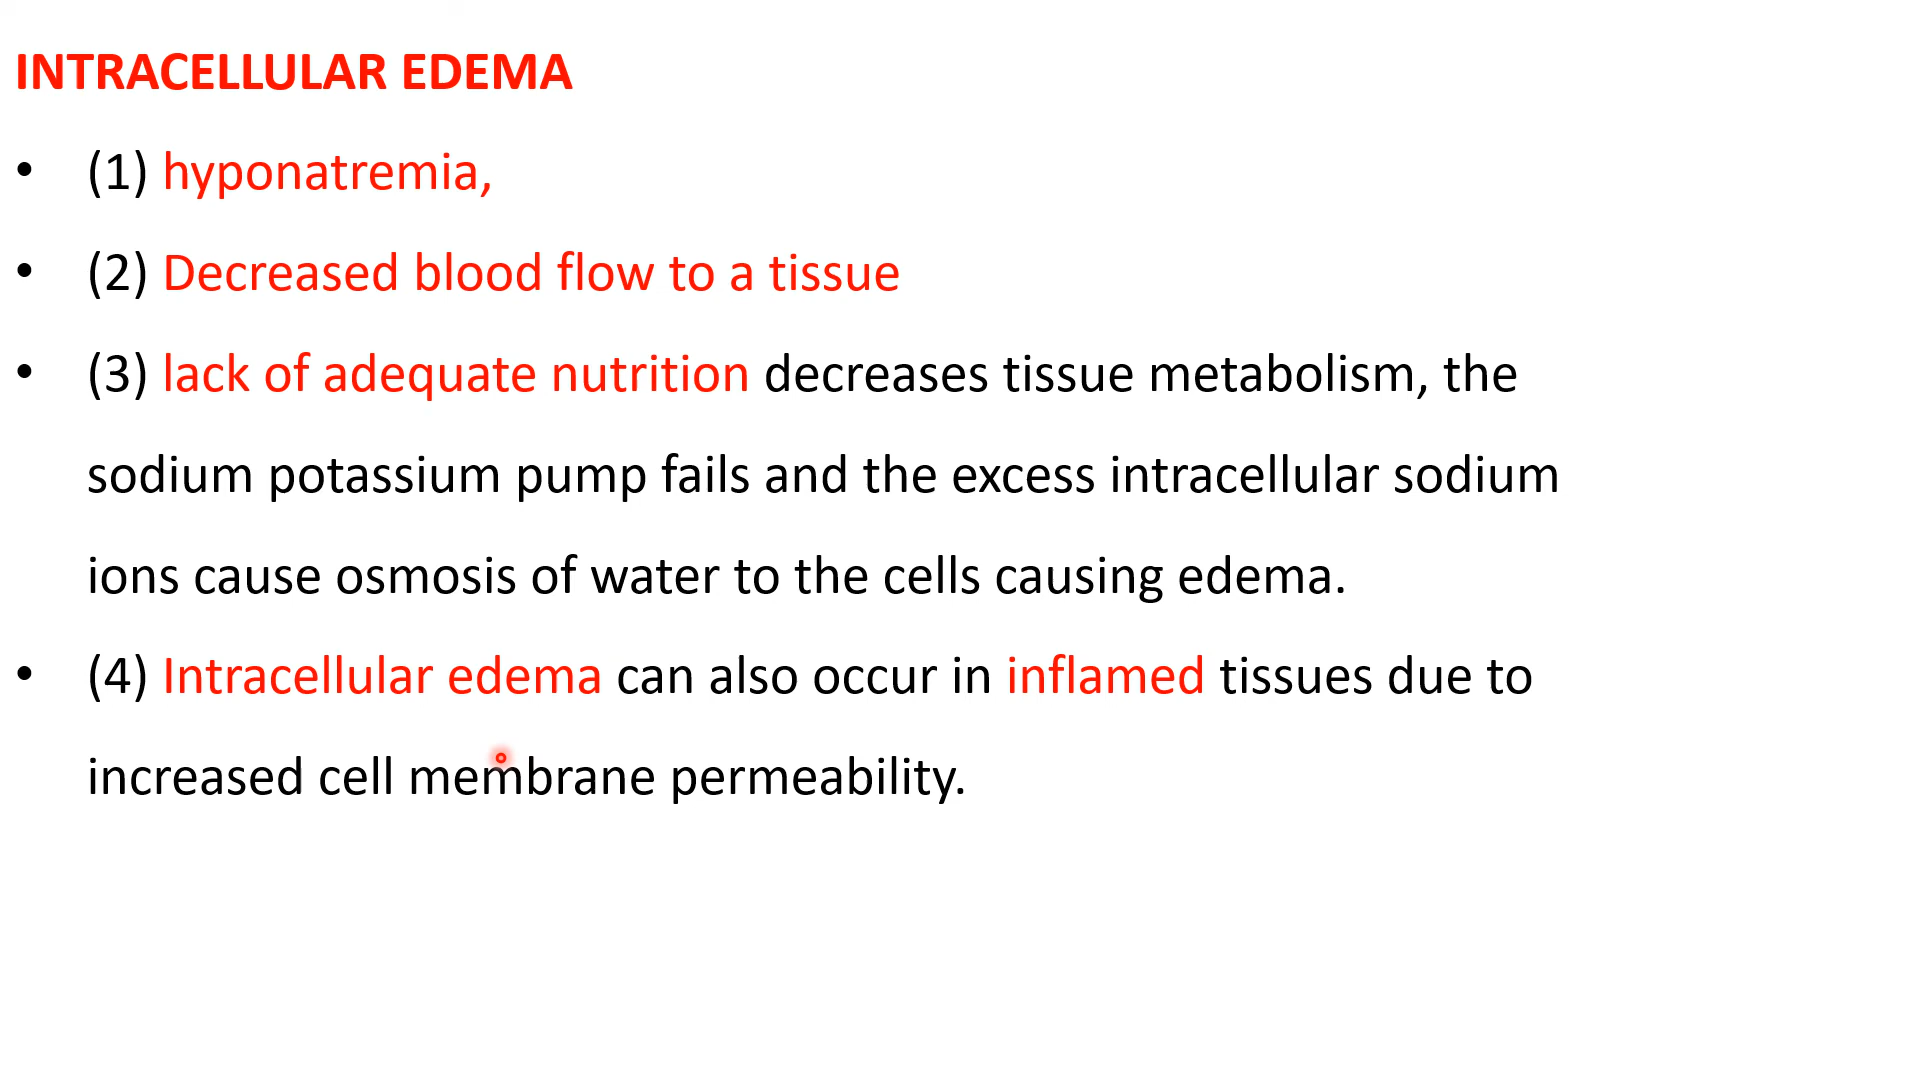 INTRACELLULAR EDEMA
• (1) hyponatremia,
• (2) Decreased blood flow to a tissue
• (3) lack of adequate nutrition decreases tissue metabolism, the
sodium potassium pump fails and the excess intracellular sodium
ions cause osmosis of water to the cells causing edema.
• (4) Intracellular edema can also occur in inflamed tissues due to
increased cell membrane permeability.